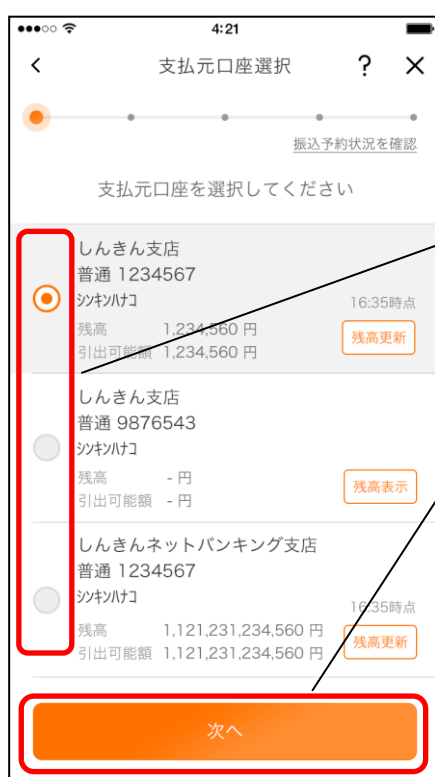 4:21
支払元口座選択 ?
振込予約状況を確認
支払元口座を選択してください
しんきん支店
普通 1234567
シンキンハナコ
16:35時点
残高 1,234,560 円
引出可能額 1,234,560 円
残高更新
しんきん支店
普通 9876543
シンキンハナコ
残高 - 円
引出可能額 - 円
残高表示
しんきんネットバンキング支店
普通 1234567
シンキンハナコ
16:35時点
残高 1,121,231,234,560 円
引出可能額 1,121,231,234,560 円
残高更新
次へ